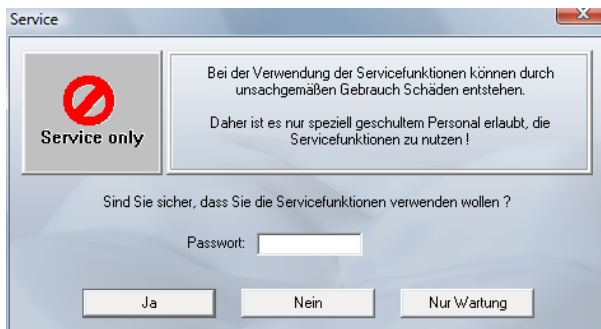 Service
Service only
Bei der Verwendung der Servicefunktionen können durch
unsachgemäßen Gebrauch Schäden entstehen.
Daher ist es nur speziell geschultem Personal erlaubt, die
Servicefunktionen zu nutzen !
Sind Sie sicher, dass Sie die Servicefunktionen verwenden wollen ?
Passwort:
Ja
Nein
Nur Wartung